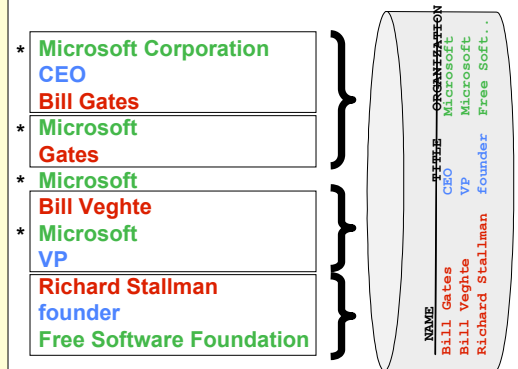 * Microsoft Corporation
CEO
Bill Gates
* Microsoft
Gates
* Microsoft
Bill Veghte
* Microsoft
VP
Richard Stallman
founder
Free Software Foundation
NAME TITLE ORGANIZATION
Bill Gates CEO Microsoft
Bill Veghte VP Microsoft
Richard Stallman founder Free Soft..